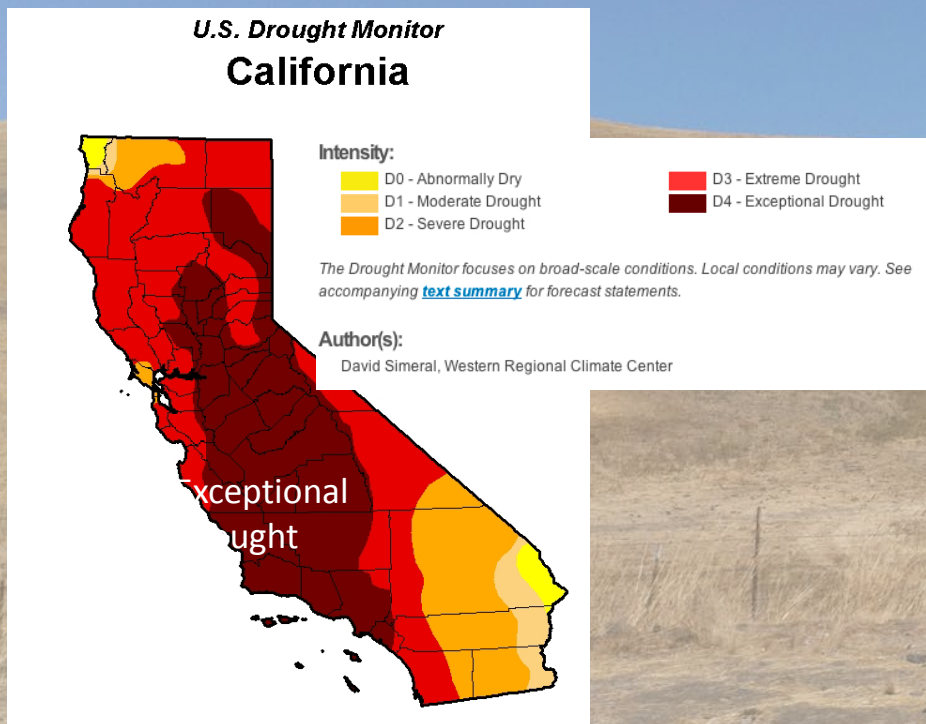 U.S. Drought Monitor
California
Intensity:
D0 - Abnormally Dry
D1 - Moderate Drought
D2 - Severe Drought
D3 - Extreme Drought
D4 - Exceptional Drought
The Drought Monitor focuses on broad-scale conditions. Local conditions may vary. See
accompanying text summary for forecast statements.
Author(s):
David Simeral, Western Regional Climate Center
Exceptional
Drought